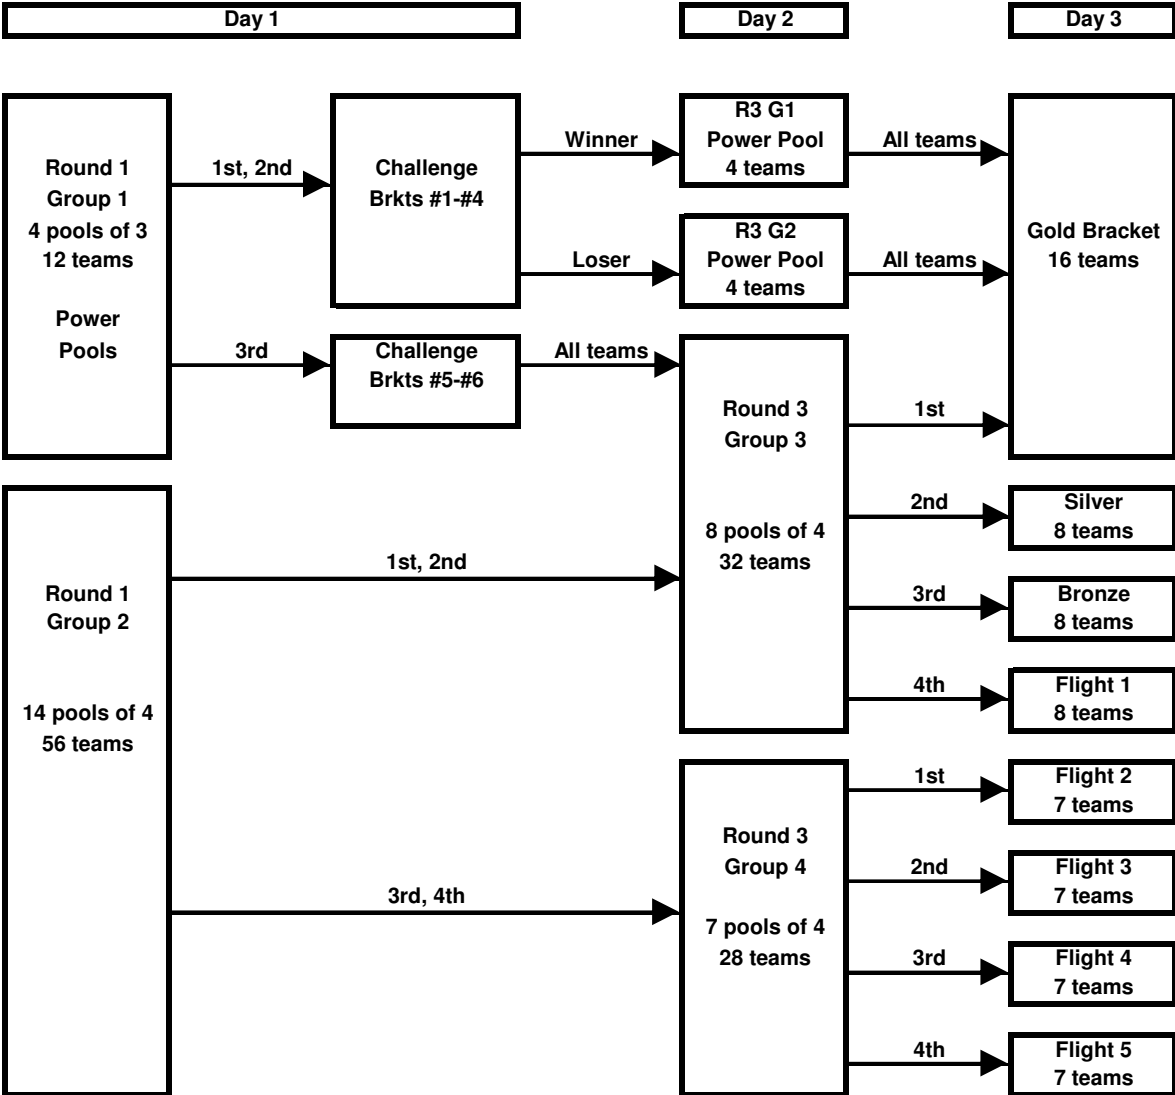 Day 1
Day 2
Day 3
Round 1
Group 1
4 pools of 3
12 teams
Power
Pools
1st, 2nd
3rd
Challenge
Brkts #1-#4
Challenge
Brkts #5-#6
Winner
Loser
All teams
R3 G1
Power Pool
4 teams
R3 G2
Power Pool
4 teams
All teams
All teams
Gold Bracket
16 teams
Round 1
Group 2
14 pools of 4
56 teams
1st, 2nd
3rd, 4th
Round 3
Group 3
8 pools of 4
32 teams
1st
2nd
3rd
4th
Silver
8 teams
Bronze
8 teams
Flight 1
8 teams
Round 3
Group 4
7 pools of 4
28 teams
1st
2nd
3rd
4th
Flight 2
7 teams
Flight 3
7 teams
Flight 4
7 teams
Flight 5
7 teams